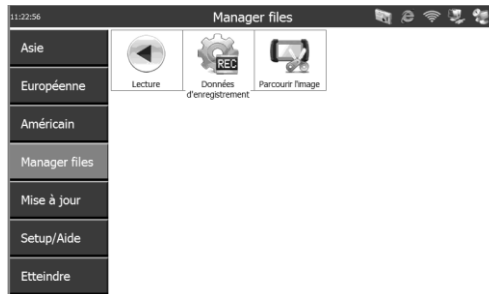 11:22:56
Manager files
Asie
Européenne
Américain
Manager files
Mise à jour
Setup/Aide
Etteindre
Lecture
REC
Données
d'enregistrement
Parcourir l'image